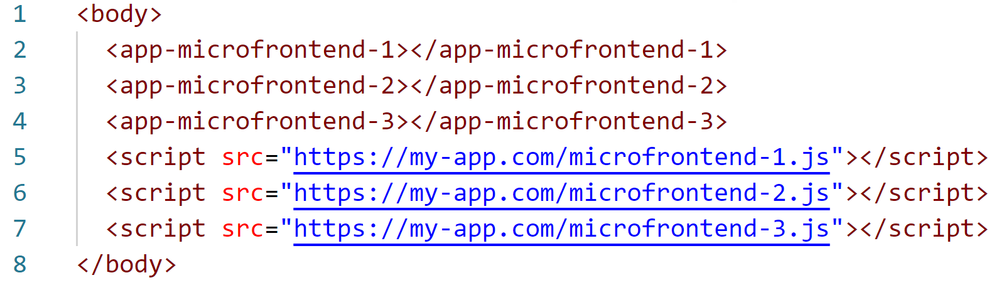 1 <body>
2 <app-microfrontend-1></app-microfrontend-1>
3 <app-microfrontend-2></app-microfrontend-2>
4 <app-microfrontend-3></app-microfrontend-3>
5 <script src="https://my-app.com/microfrontend-1.js"></script>
6 <script src="https://my-app.com/microfrontend-2.js"></script>
7 <script src="https://my-app.com/microfrontend-3.js"></script>
8 </body>